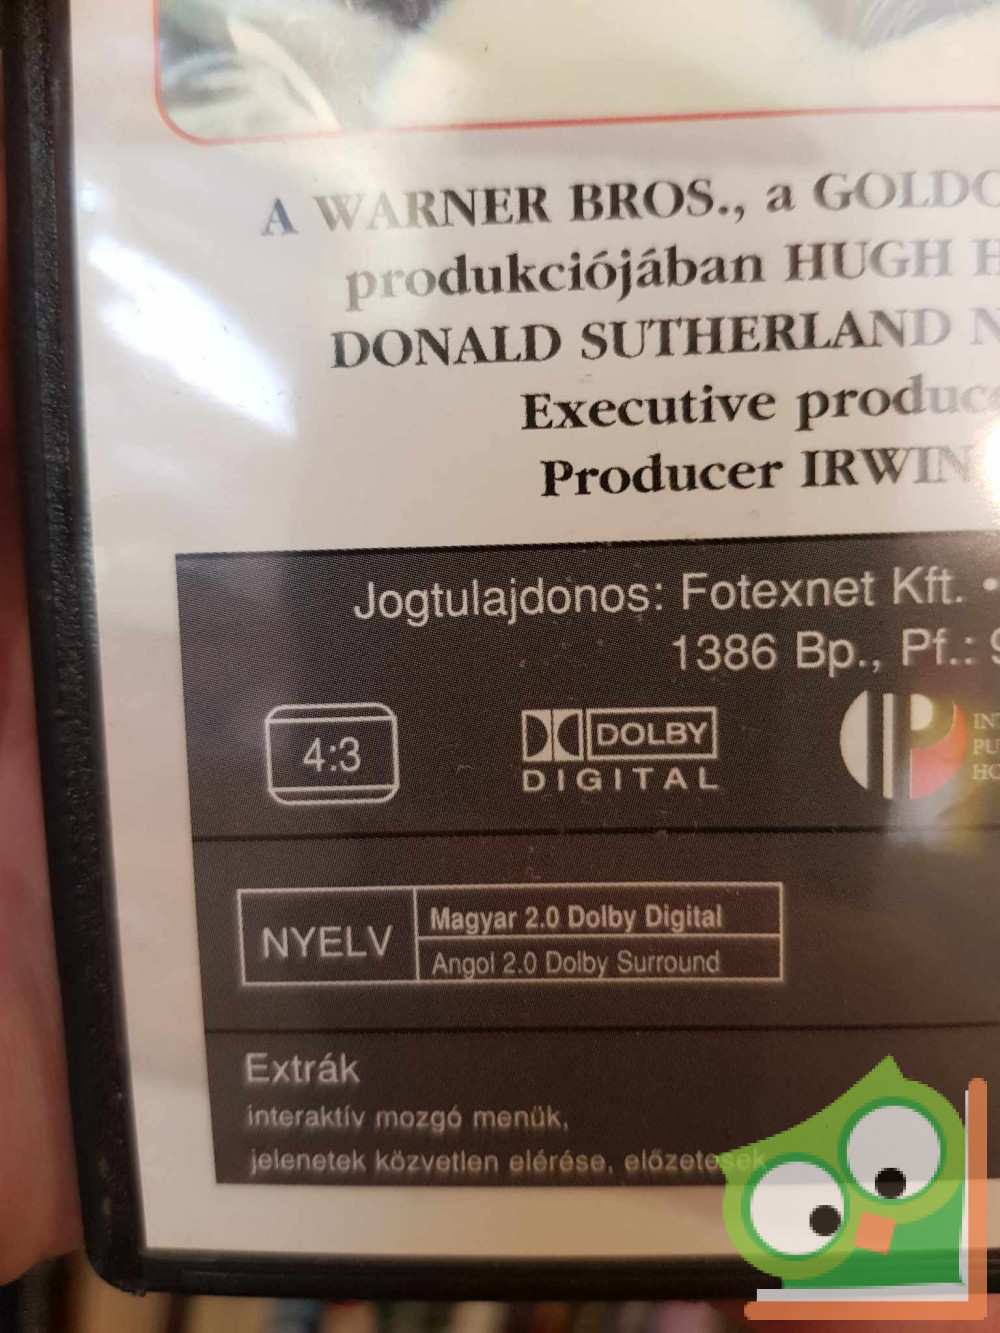 A WARNER BROS., a
produkciójában HUGH
DONALD SUTHERLAND
Executive
Producer IRWIN
Jogtulajdonos: Fotexnet Kft. •
1386 Bp., Pf.:
4:3
DOLBY
DIGITAL
NYELV
Magyar 2.0 Dolby Digital
Angol 2.0 Dolby Surround
Extrák
interaktív mozgó menük,
jelenetek közvetlen elérése, előzetesek